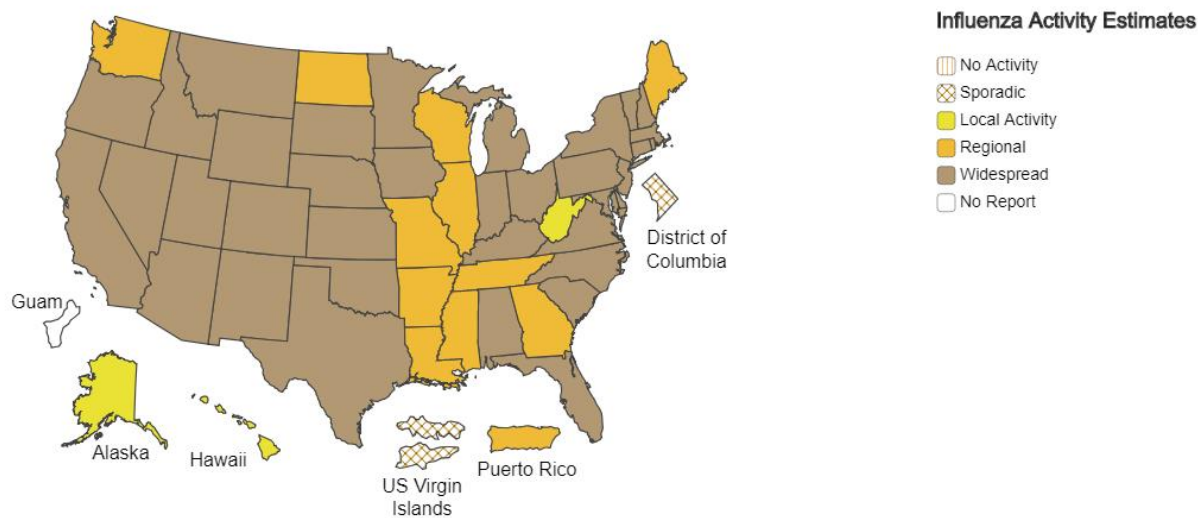 Influenza Activity Estimates
No Activity
Sporadic
Local Activity
Regional
Widespread
No Report
District of
Columbia
Guam
Alaska
Hawaii
US Virgin
Islands
Puerto Rico